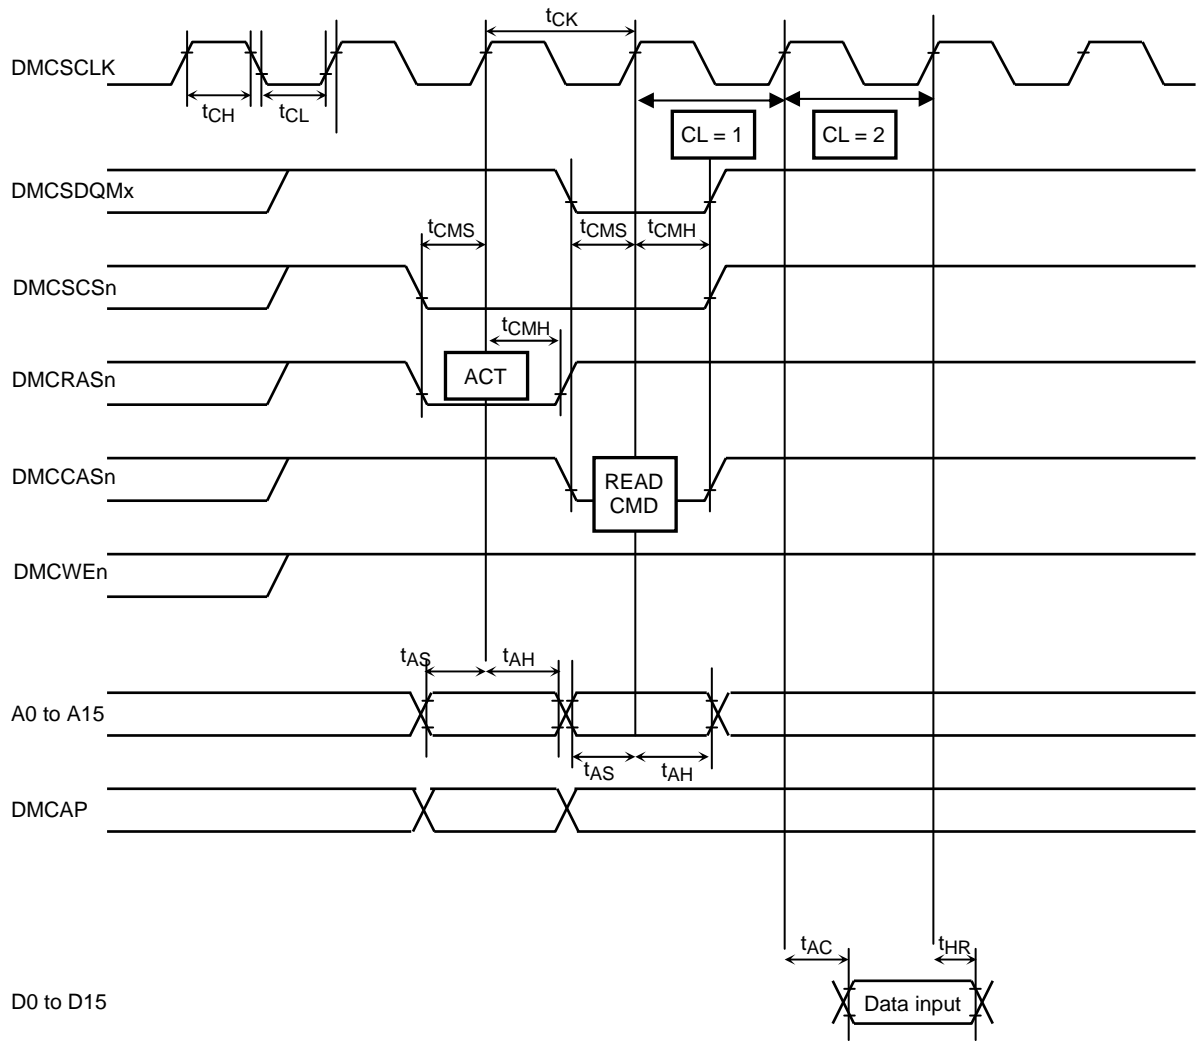 tCK
DMCSCLK
tCH
tCL
CL = 1
CL = 2
DMCSDQMx
tCMS
tCMS
tCMH
DMCSCSn
tCMH
DMCRASn
ACT
DMCCASn
READ
CMD
DMCWEn
tAS
tAH
A0 to A15
tAS
tAH
DMCAP
tAC
tHR
D0 to D15
Data input